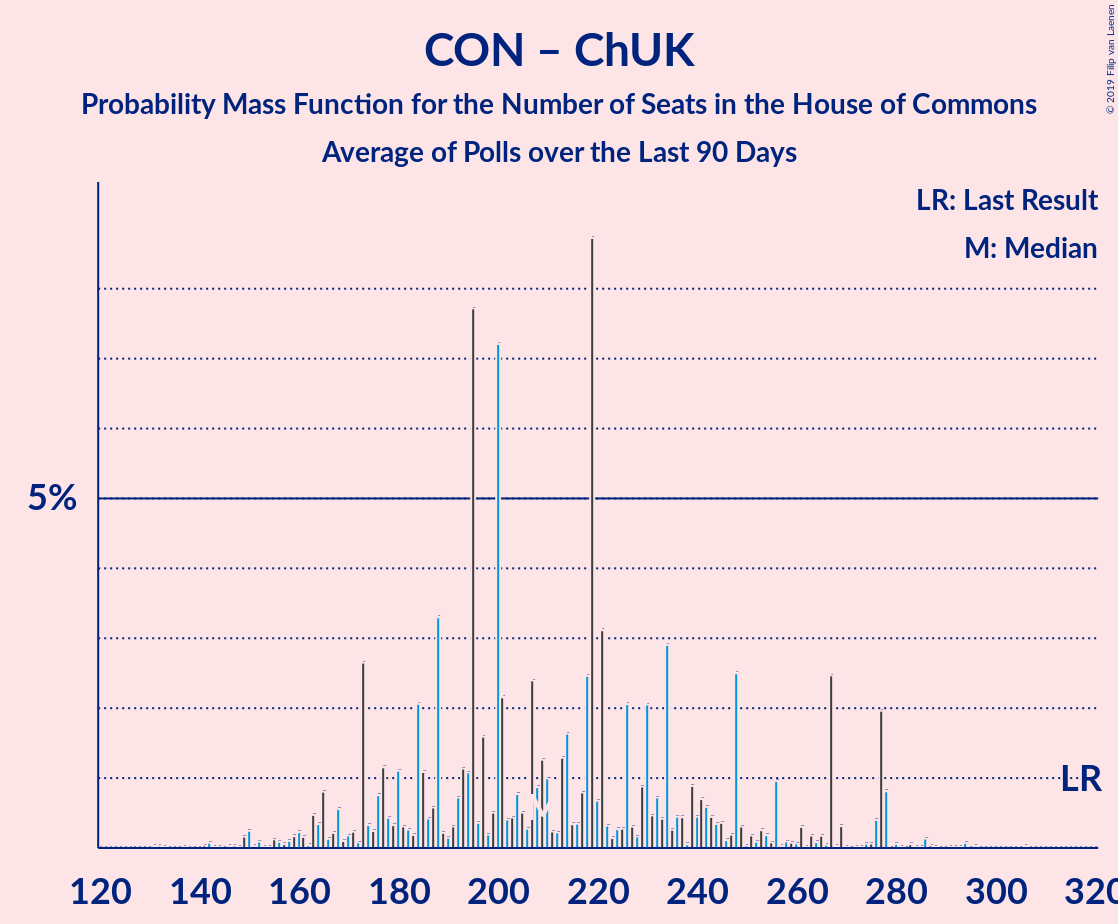 CON – ChUK
Probability Mass Function for the Number of Seats in the House of Commons
Average of Polls over the Last 90 Days
© 2019 Filip van Laenen
LR: Last Result
M: Median
5%
LR
M
120 140 160 180 200 220 240 260 280 300 320